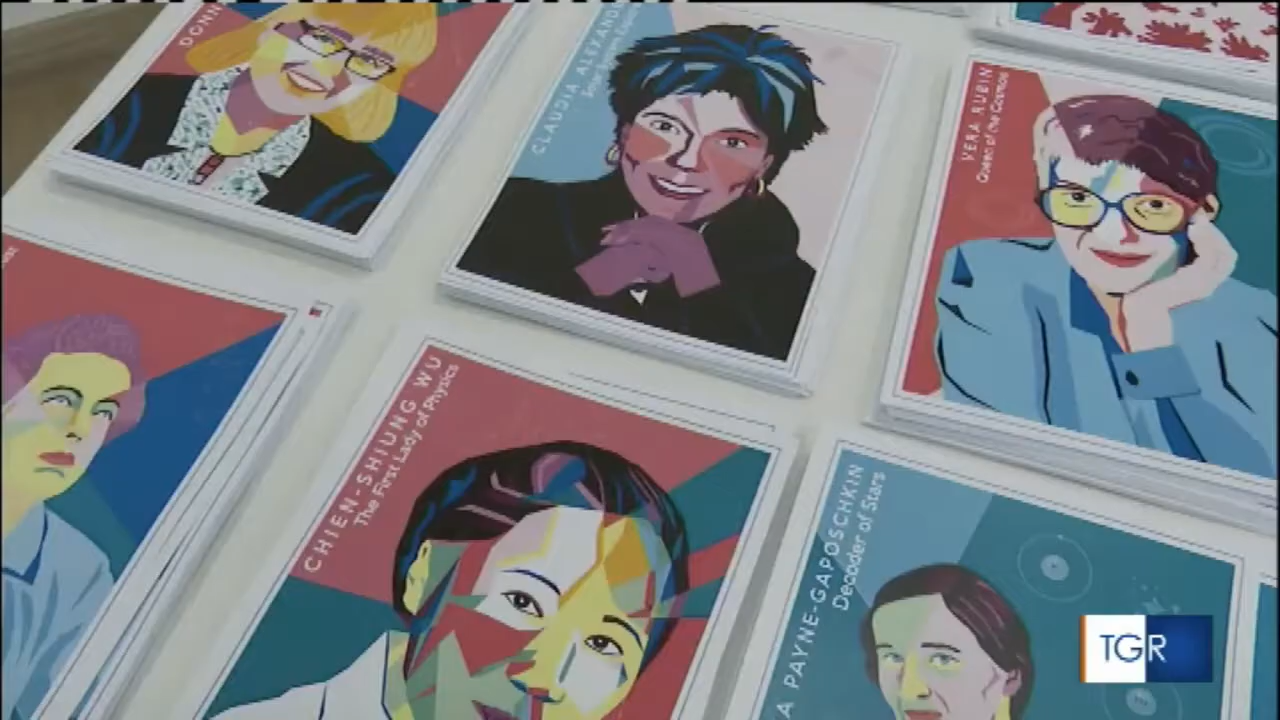 DONN
CLAUDIA ALEXAND
VERA RUBIN
Queen of the Cosmos
CHIEN-SHIUNG WU
The First Lady of Physics
A PAYNE-GAPOSCHKIN
Decoder of Stars
TGR